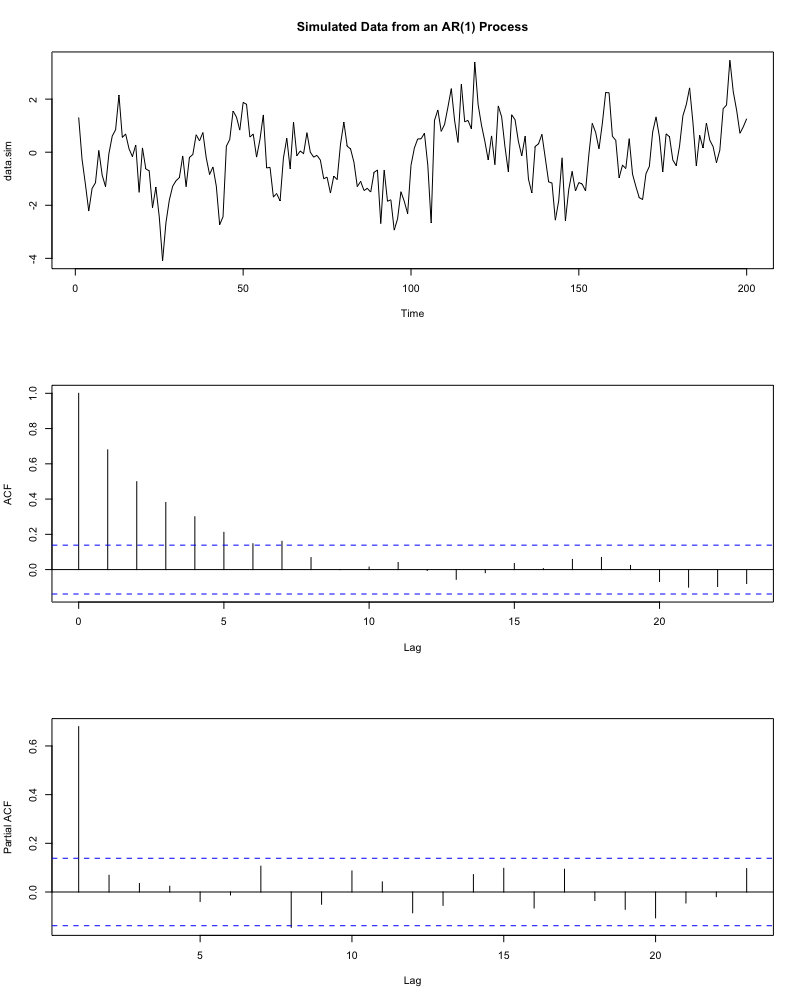 Simulated Data from an AR(1) Process
data.sim
2
0
-2
-4
0 50 100 150 200
Time
ACF
1.0
0.8
0.6
0.4
0.2
0.0
0 5 10 15 20
Lag
Partial ACF
0.6
0.4
0.2
0.0
5 10 15 20
Lag